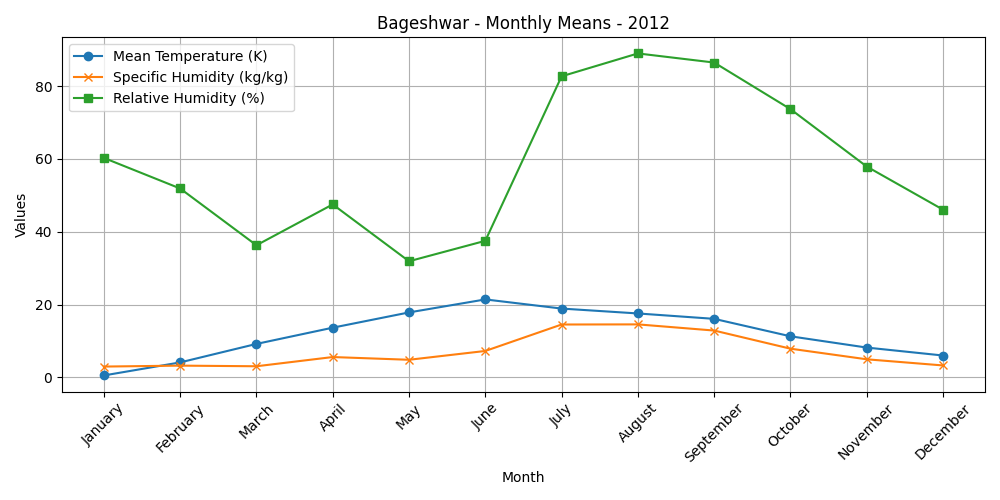 Bageshwar - Monthly Means - 2012
Mean Temperature (K)
Specific Humidity (kg/kg)
Relative Humidity (%)
80
60
40
20
0
Values
January
February
March
April
May
June
July
August
September
October
November
December
Month